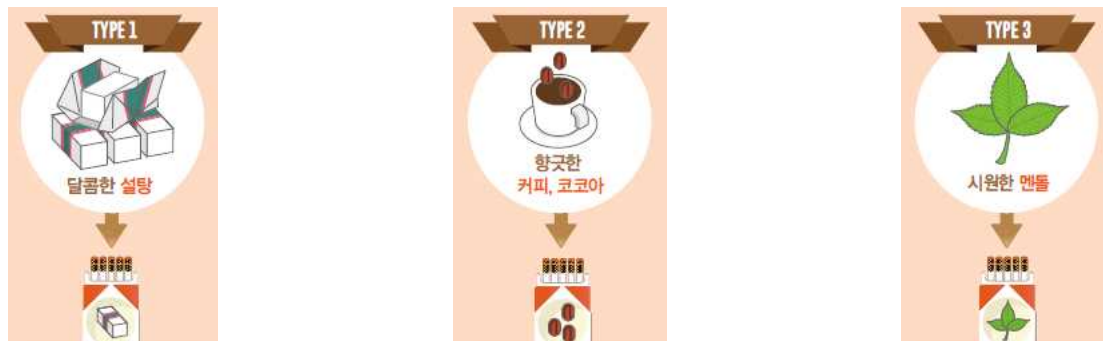 TYPE 1
달콤한 설탕
TYPE 2
향긋한
커피, 코코아
TYPE 3
시원한 멘톨